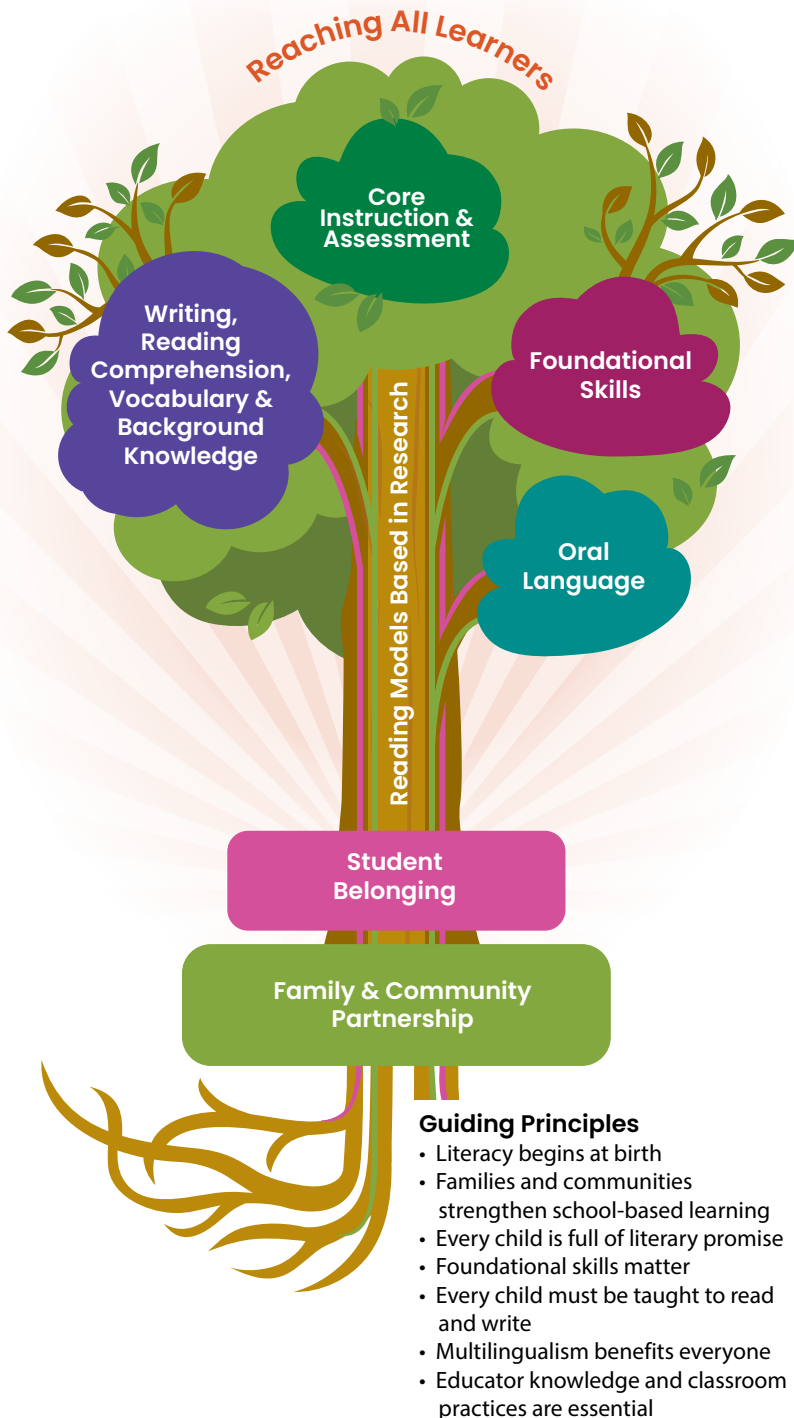 Reaching All Learners
Core
Instruction &
Assessment
Writing,
Reading
Comprehension,
Vocabulary &
Background
Knowledge
Foundational
Skills
Oral
Language
Reading Models Based in Research
Student
Belonging
Family & Community
Partnership
Guiding Principles
• Literacy begins at birth
• Families and communities
strengthen school-based learning
• Every child is full of literary promise
• Foundational skills matter
• Every child must be taught to read
and write
• Multilingualism benefits everyone
• Educator knowledge and classroom
practices are essential